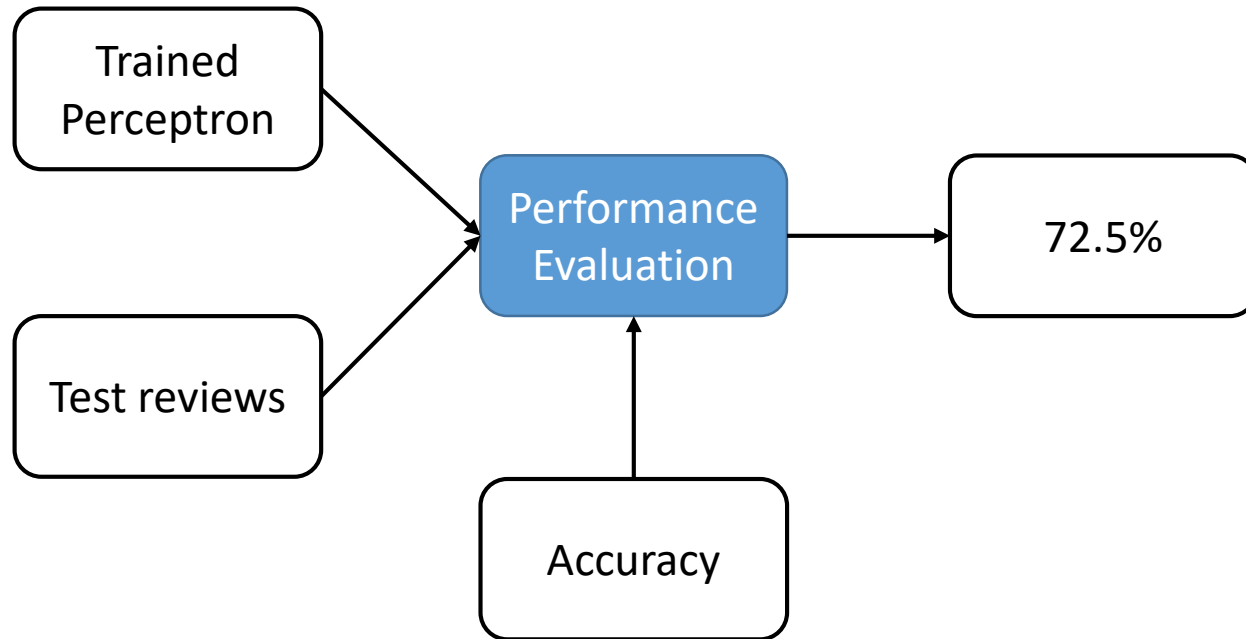 Trained
Perceptron
Performance
Evaluation
72.5%
Test reviews
Accuracy